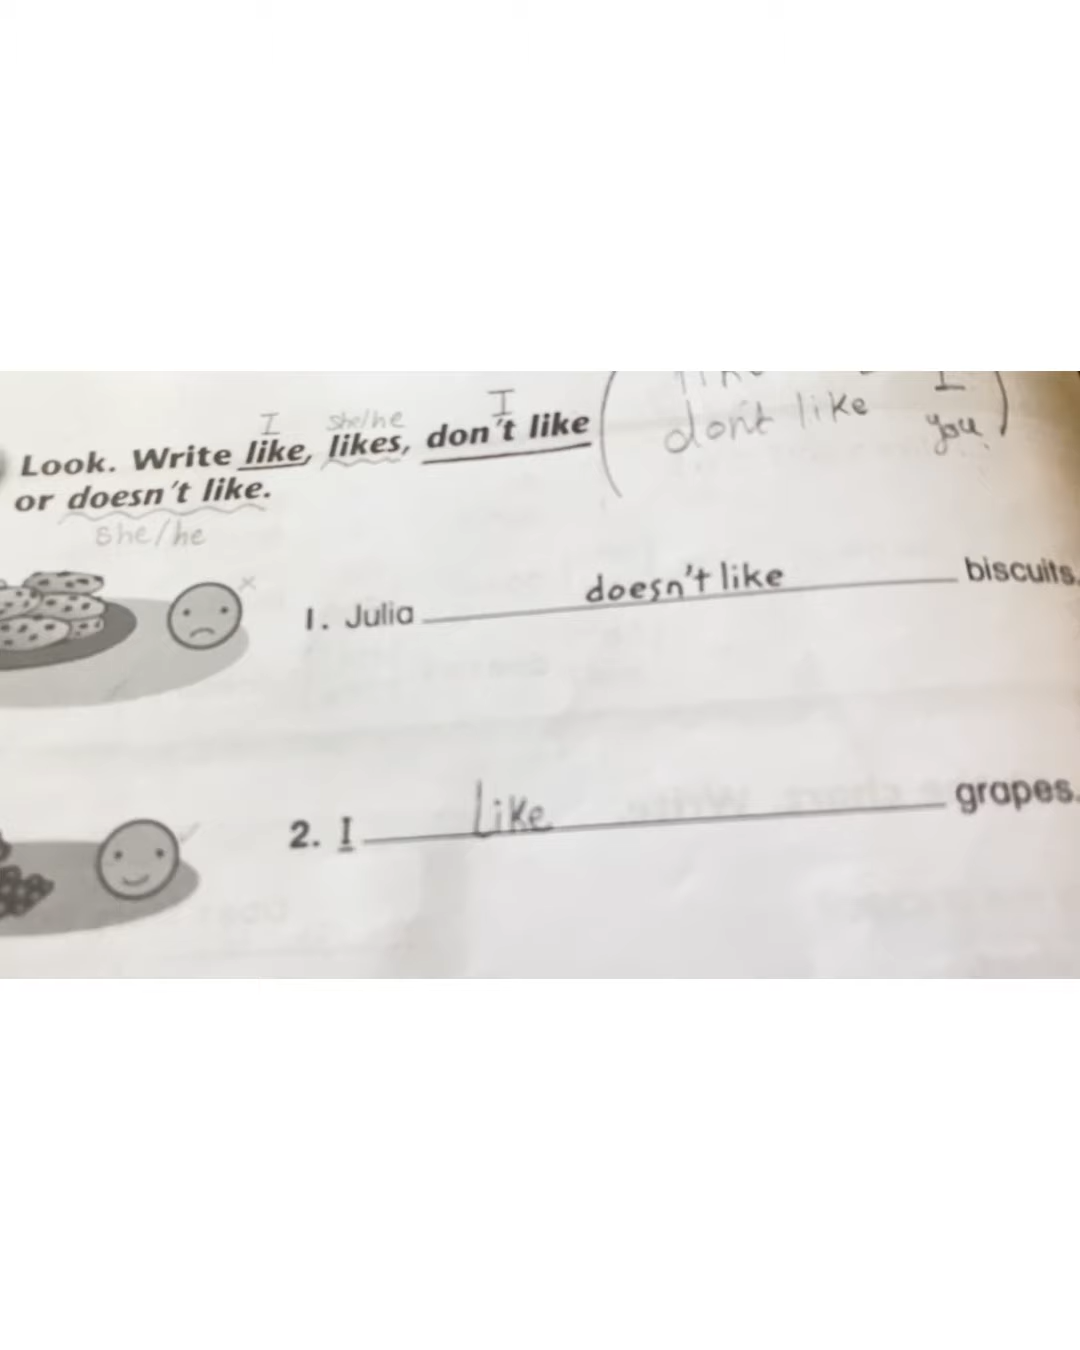 I she/he I
Look. Write like, likes, don't like
or doesn't like.
she/he
don't like I
you
1. Julia doesn't like biscuits.
2. I like grapes.